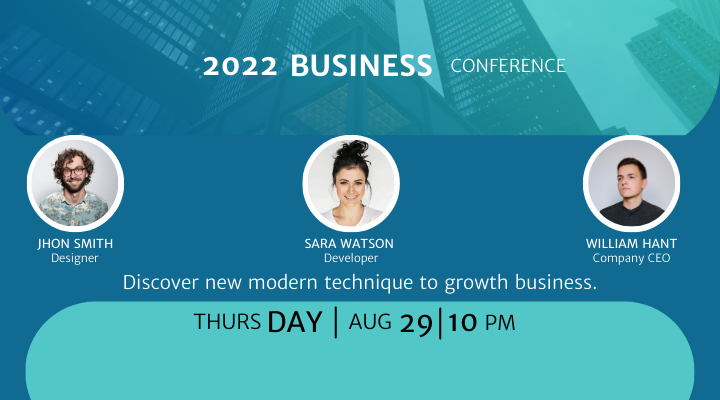 2022 BUSINESS CONFERENCE
JHON SMITH
Designer
SARA WATSON
Developer
WILLIAM HANT
Company CEO
Discover new modern technique to growth business.
THURS DAY | AUG 29|10 PM